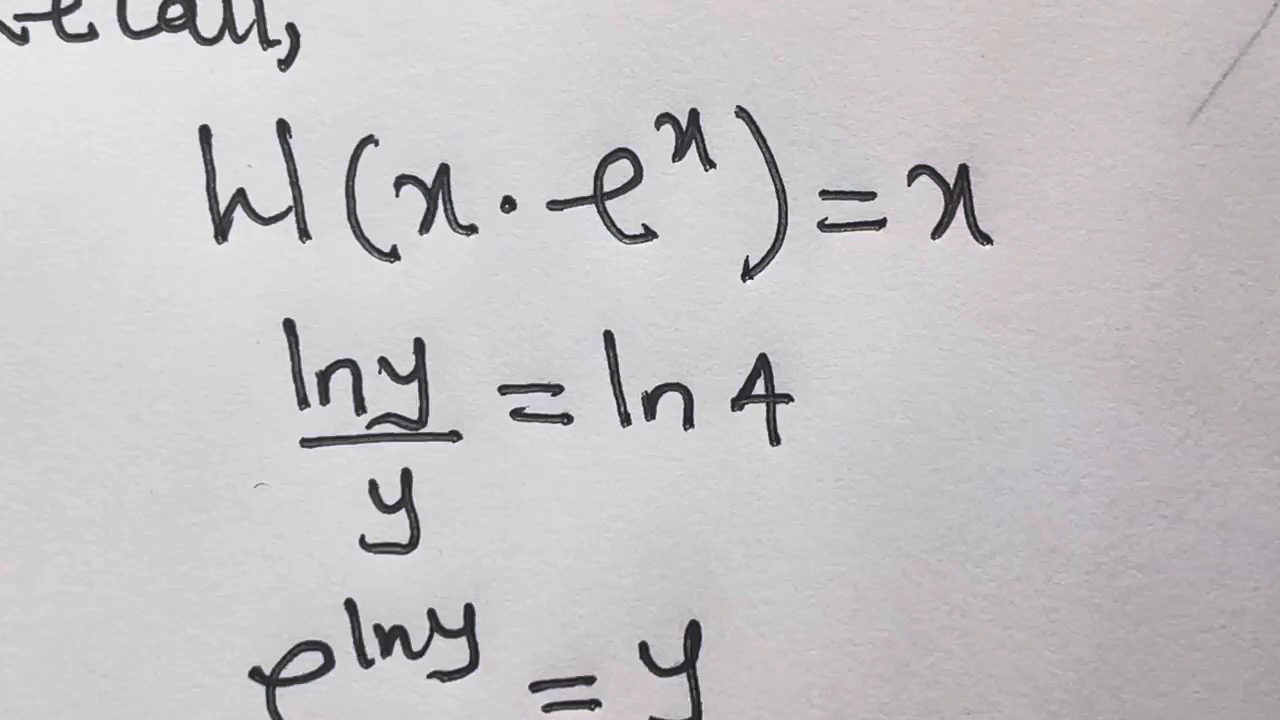 recall,
W(x · e^x) = x
ln y / y = ln 4
e^(ln y) = y